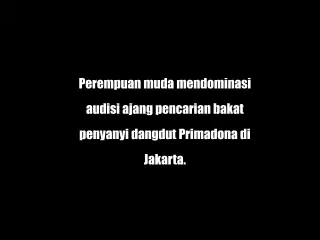 Perempuan muda mendominasi
audisi ajang pencarian bakat
penyanyi dangdut Primadona di
Jakarta.